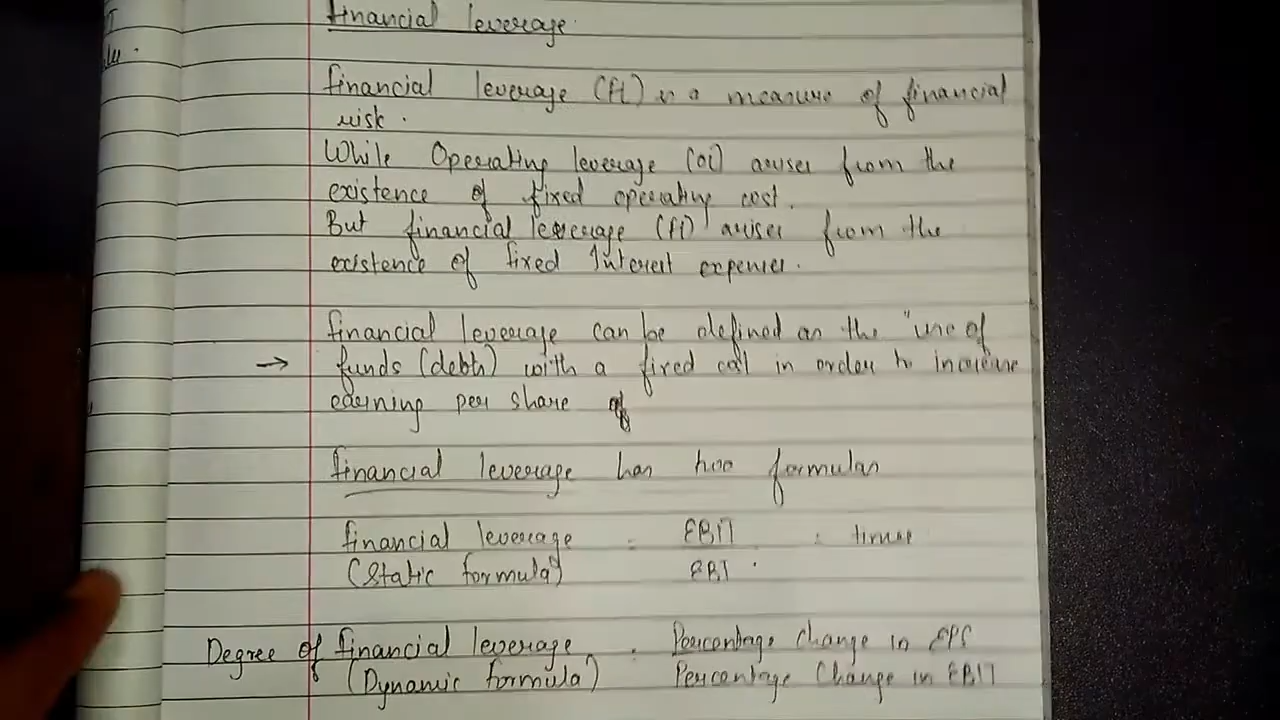 financial leverage
financial leverage (fl) is a measure of financial
risk.
While Operating leverage (ol) arises from the
existence of fixed operating cost.
But financial leverage (fl) arises from the
existence of fixed Interest expenses.
financial leverage can be defined as the "use of
→ funds (debt) with a fixed cost in order to increase
earning per share of
financial leverage has two formulas
financial leverage = EBIT = times
(Static formula) EBT
Degree of financial leverage = Percentage Change in EPS
(Dynamic formula) Percentage Change in EBIT